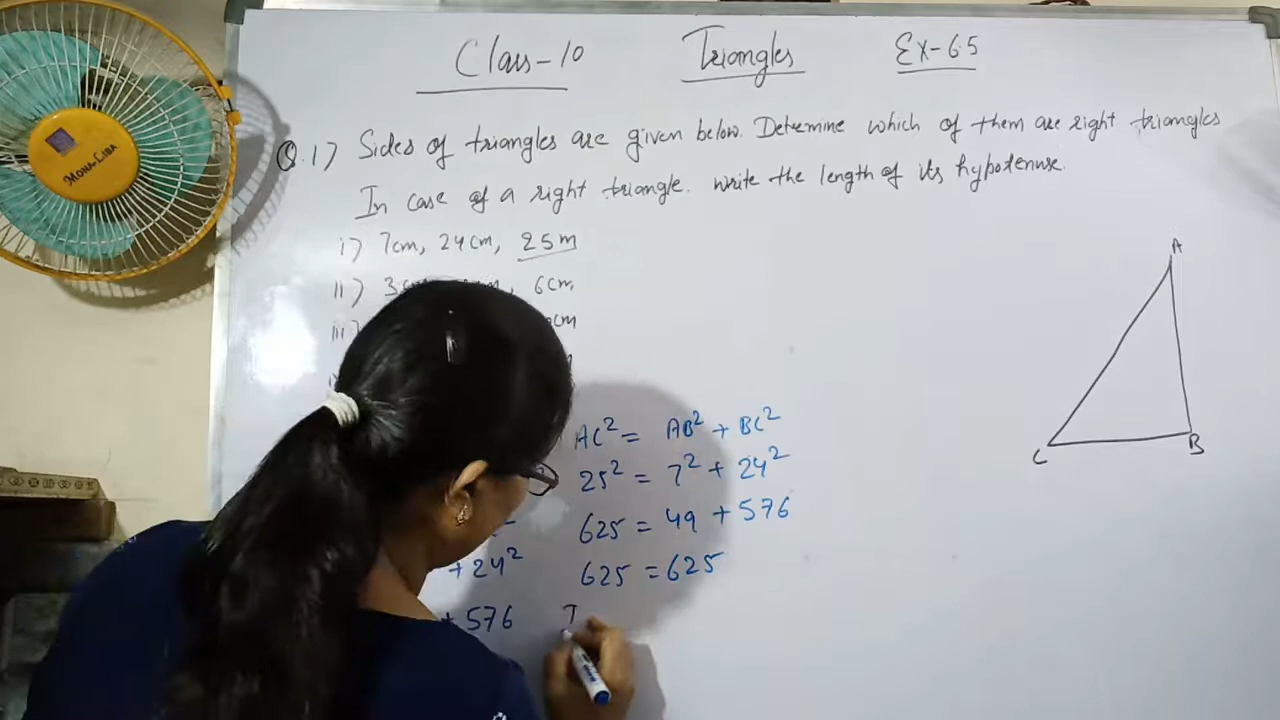 Class-10 Triangles Ex-6.5
Q.1) Sides of triangles are given below. Determine which of them are right triangles
In case of a right triangle. write the length of its hypotenuse.
i) 7cm, 24cm, 25m
ii) 3 6cm,
iii) cm
AC² = AB² + BC²
25² = 7² + 24²
625 = 49 + 576
625 = 625
+ 24²
+ 576
A
C B
MONA-LISA